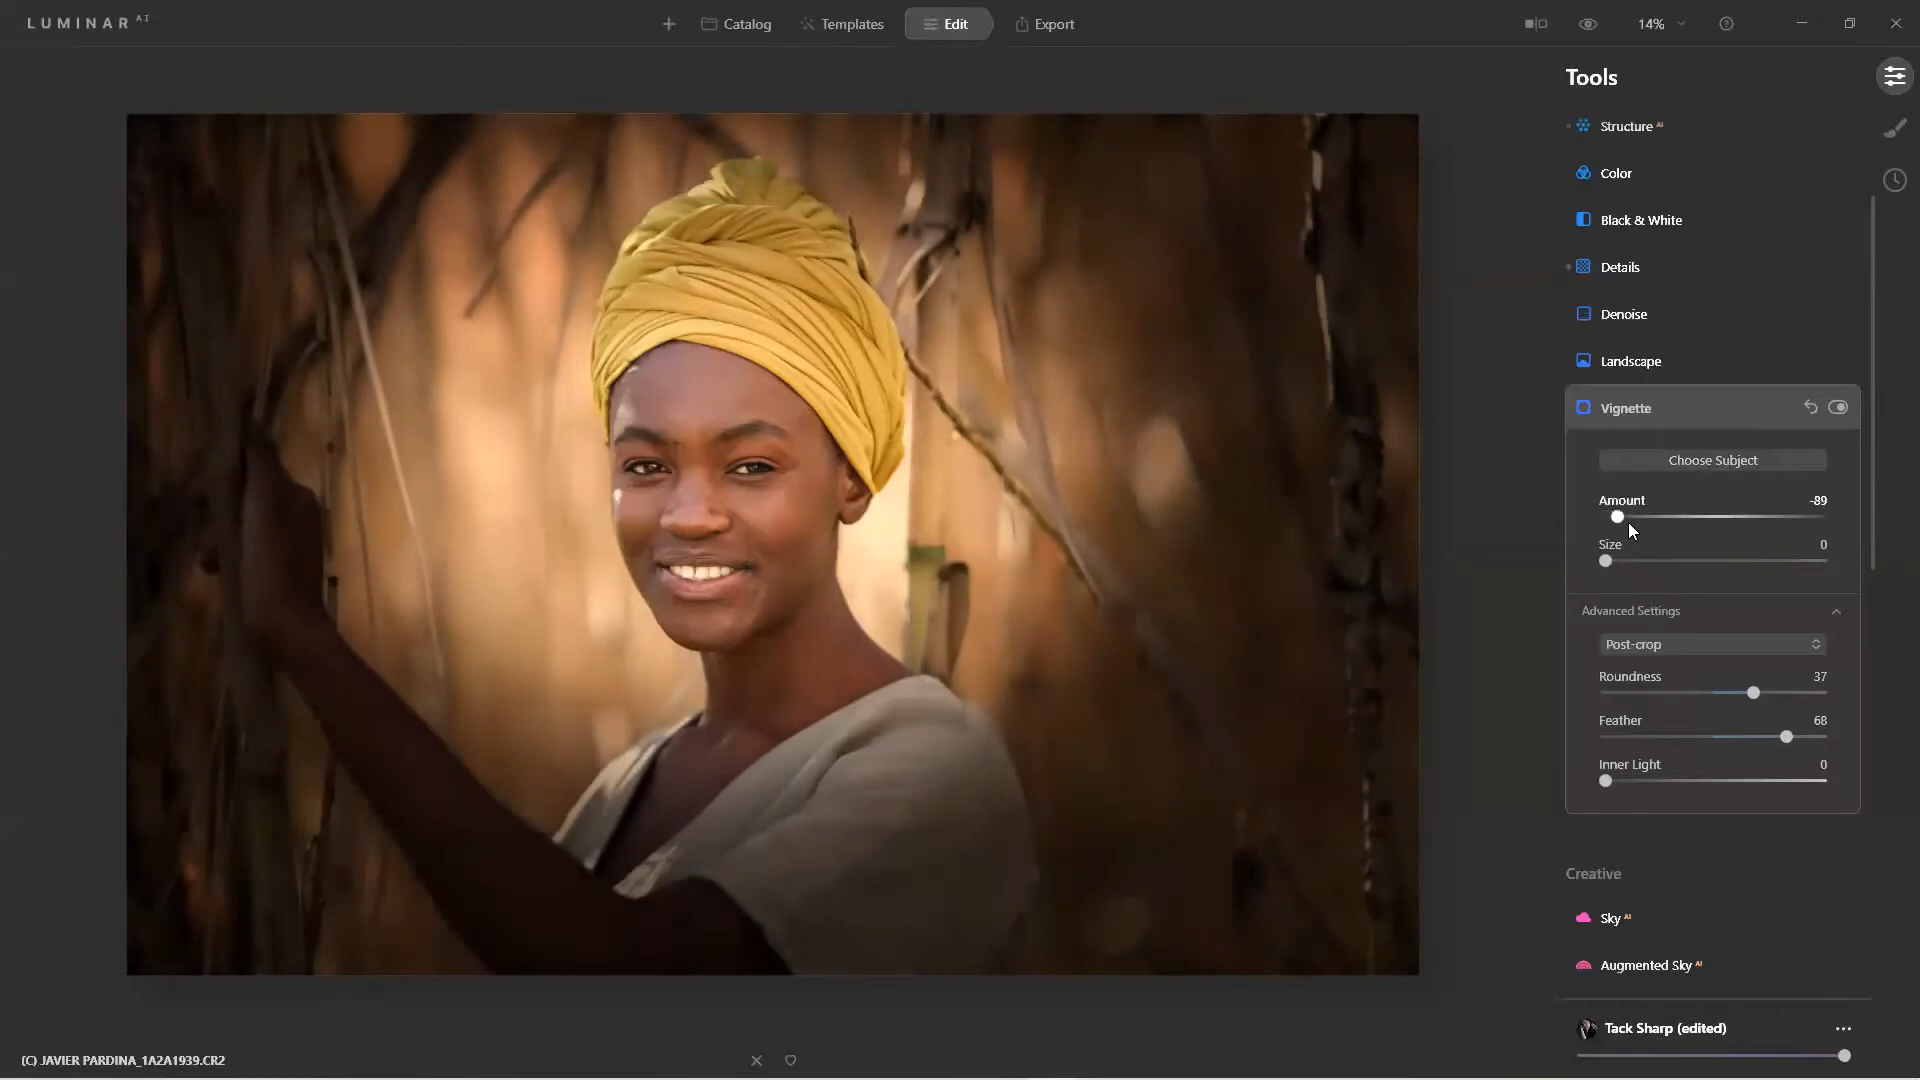 LUMINAR AI
Catalog
Templates
Edit
Export
14%
Tools
Structure AI
Color
Black & White
Details
Denoise
Landscape
Vignette
Choose Subject
Amount -89
Size 0
Advanced Settings
Post-crop
Roundness 37
Feather 68
Inner Light 0
Creative
Sky AI
Augmented Sky AI
Tack Sharp (edited)
(C) JAVIER PARDINA_1A2A1939.CR2